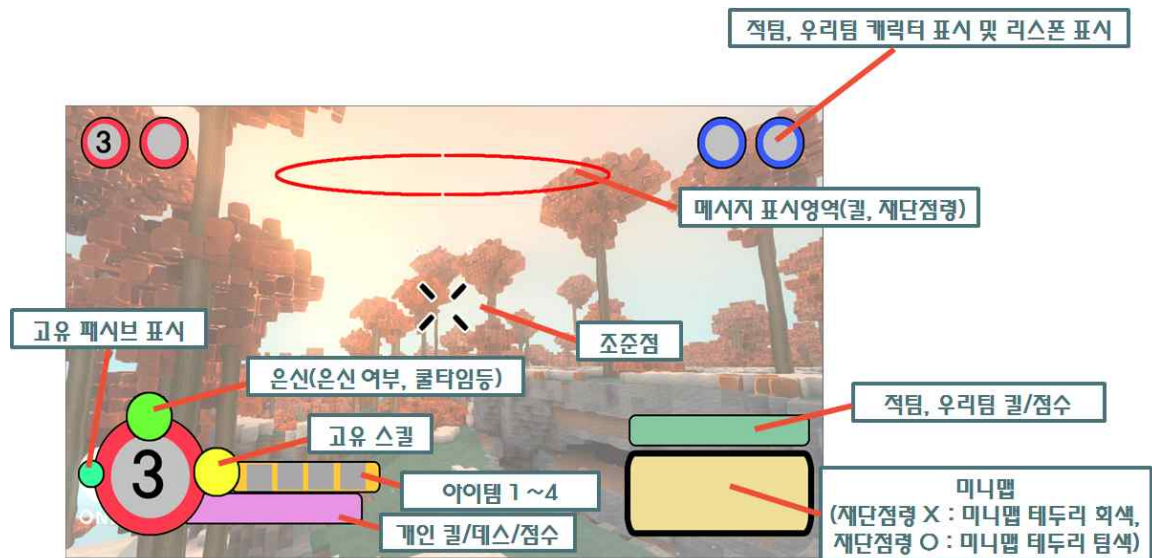 적팀, 우리팀 캐릭터 표시 및 리스폰 표시
3
메시지 표시영역(킬, 재단점령)
고유 패시브 표시
조준점
은신(은신 여부, 쿨타임등)
적팀, 우리팀 킬/점수
고유 스킬
3
아이템 1 ~4
개인 킬/데스/점수
미니맵
(재단점령 X : 미니맵 테두리 회색,
재단점령 O : 미니맵 테두리 팀색)